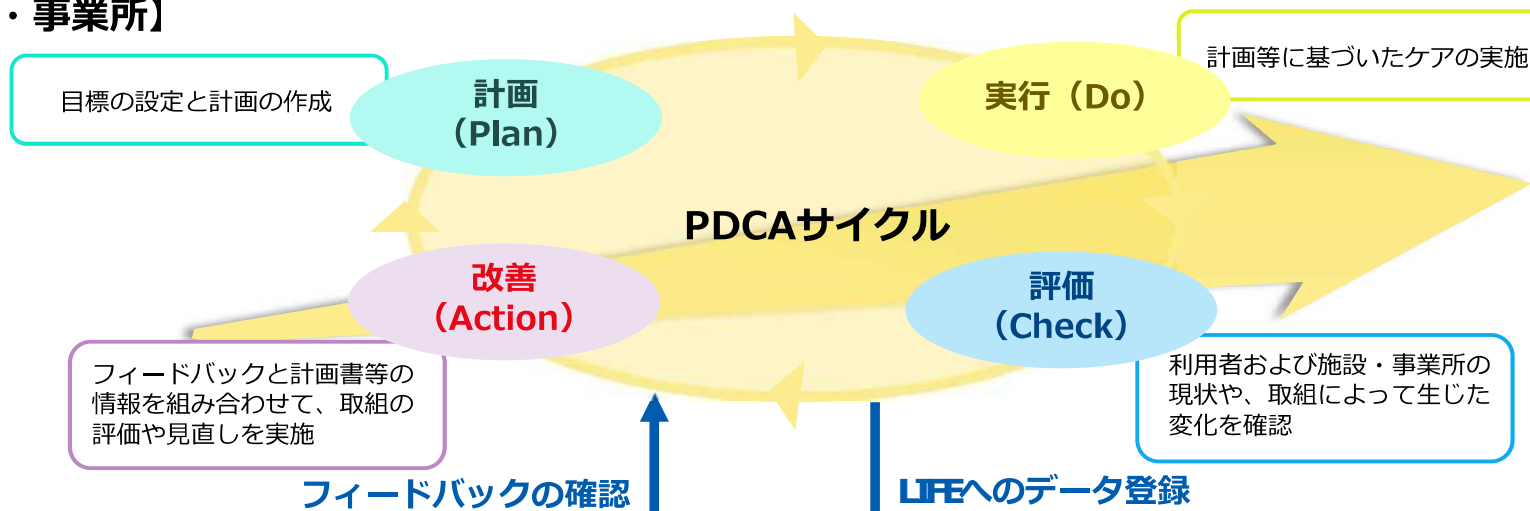 ・事業所】
目標の設定と計画の作成
計画
（Plan）
実行（Do）
計画等に基づいたケアの実施
PDCAサイクル
改善
（Action）
評価
（Check）
フィードバックと計画書等の
情報を組み合わせて、取組の
評価や見直しを実施
利用者および施設・事業所の
現状や、取組によって生じた
変化を確認
フィードバックの確認
LIFEへのデータ登録